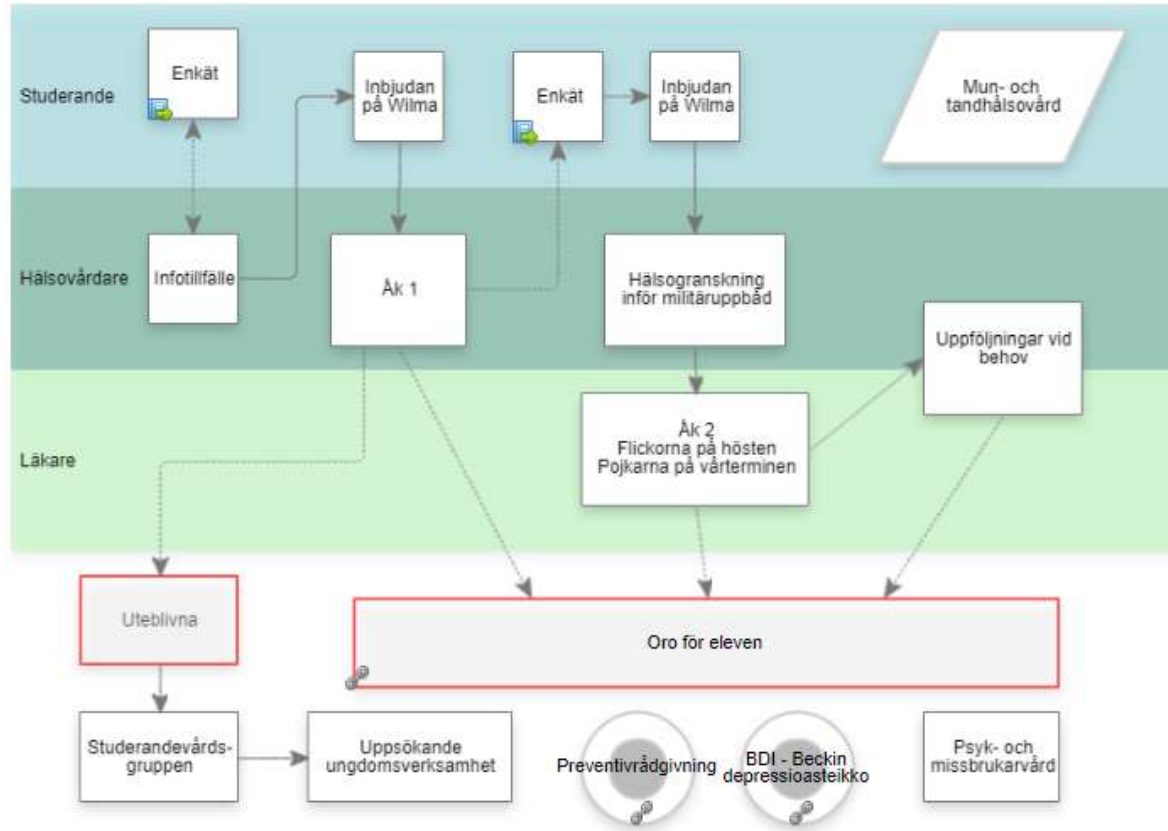 Studerande
Enkät
Inbjudan
på Wilma
Enkät
Inbjudan
på Wilma
Mun- och
tandhälsovård
Hälsovårdare
Infotillfälle
Åk 1
Hälsogranskning
inför militäruppbåd
Uppföljningar vid
behov
Läkare
Åk 2
Flickorna på hösten
Pojkarna på vårterminen
Uteblivna
Oro för eleven
Studerandevårds-
gruppen
Uppsökande
ungdomsverksamhet
Preventivrådgivning
BDI - Beckin
depressioasteikko
Psyk- och
missbrukarvård